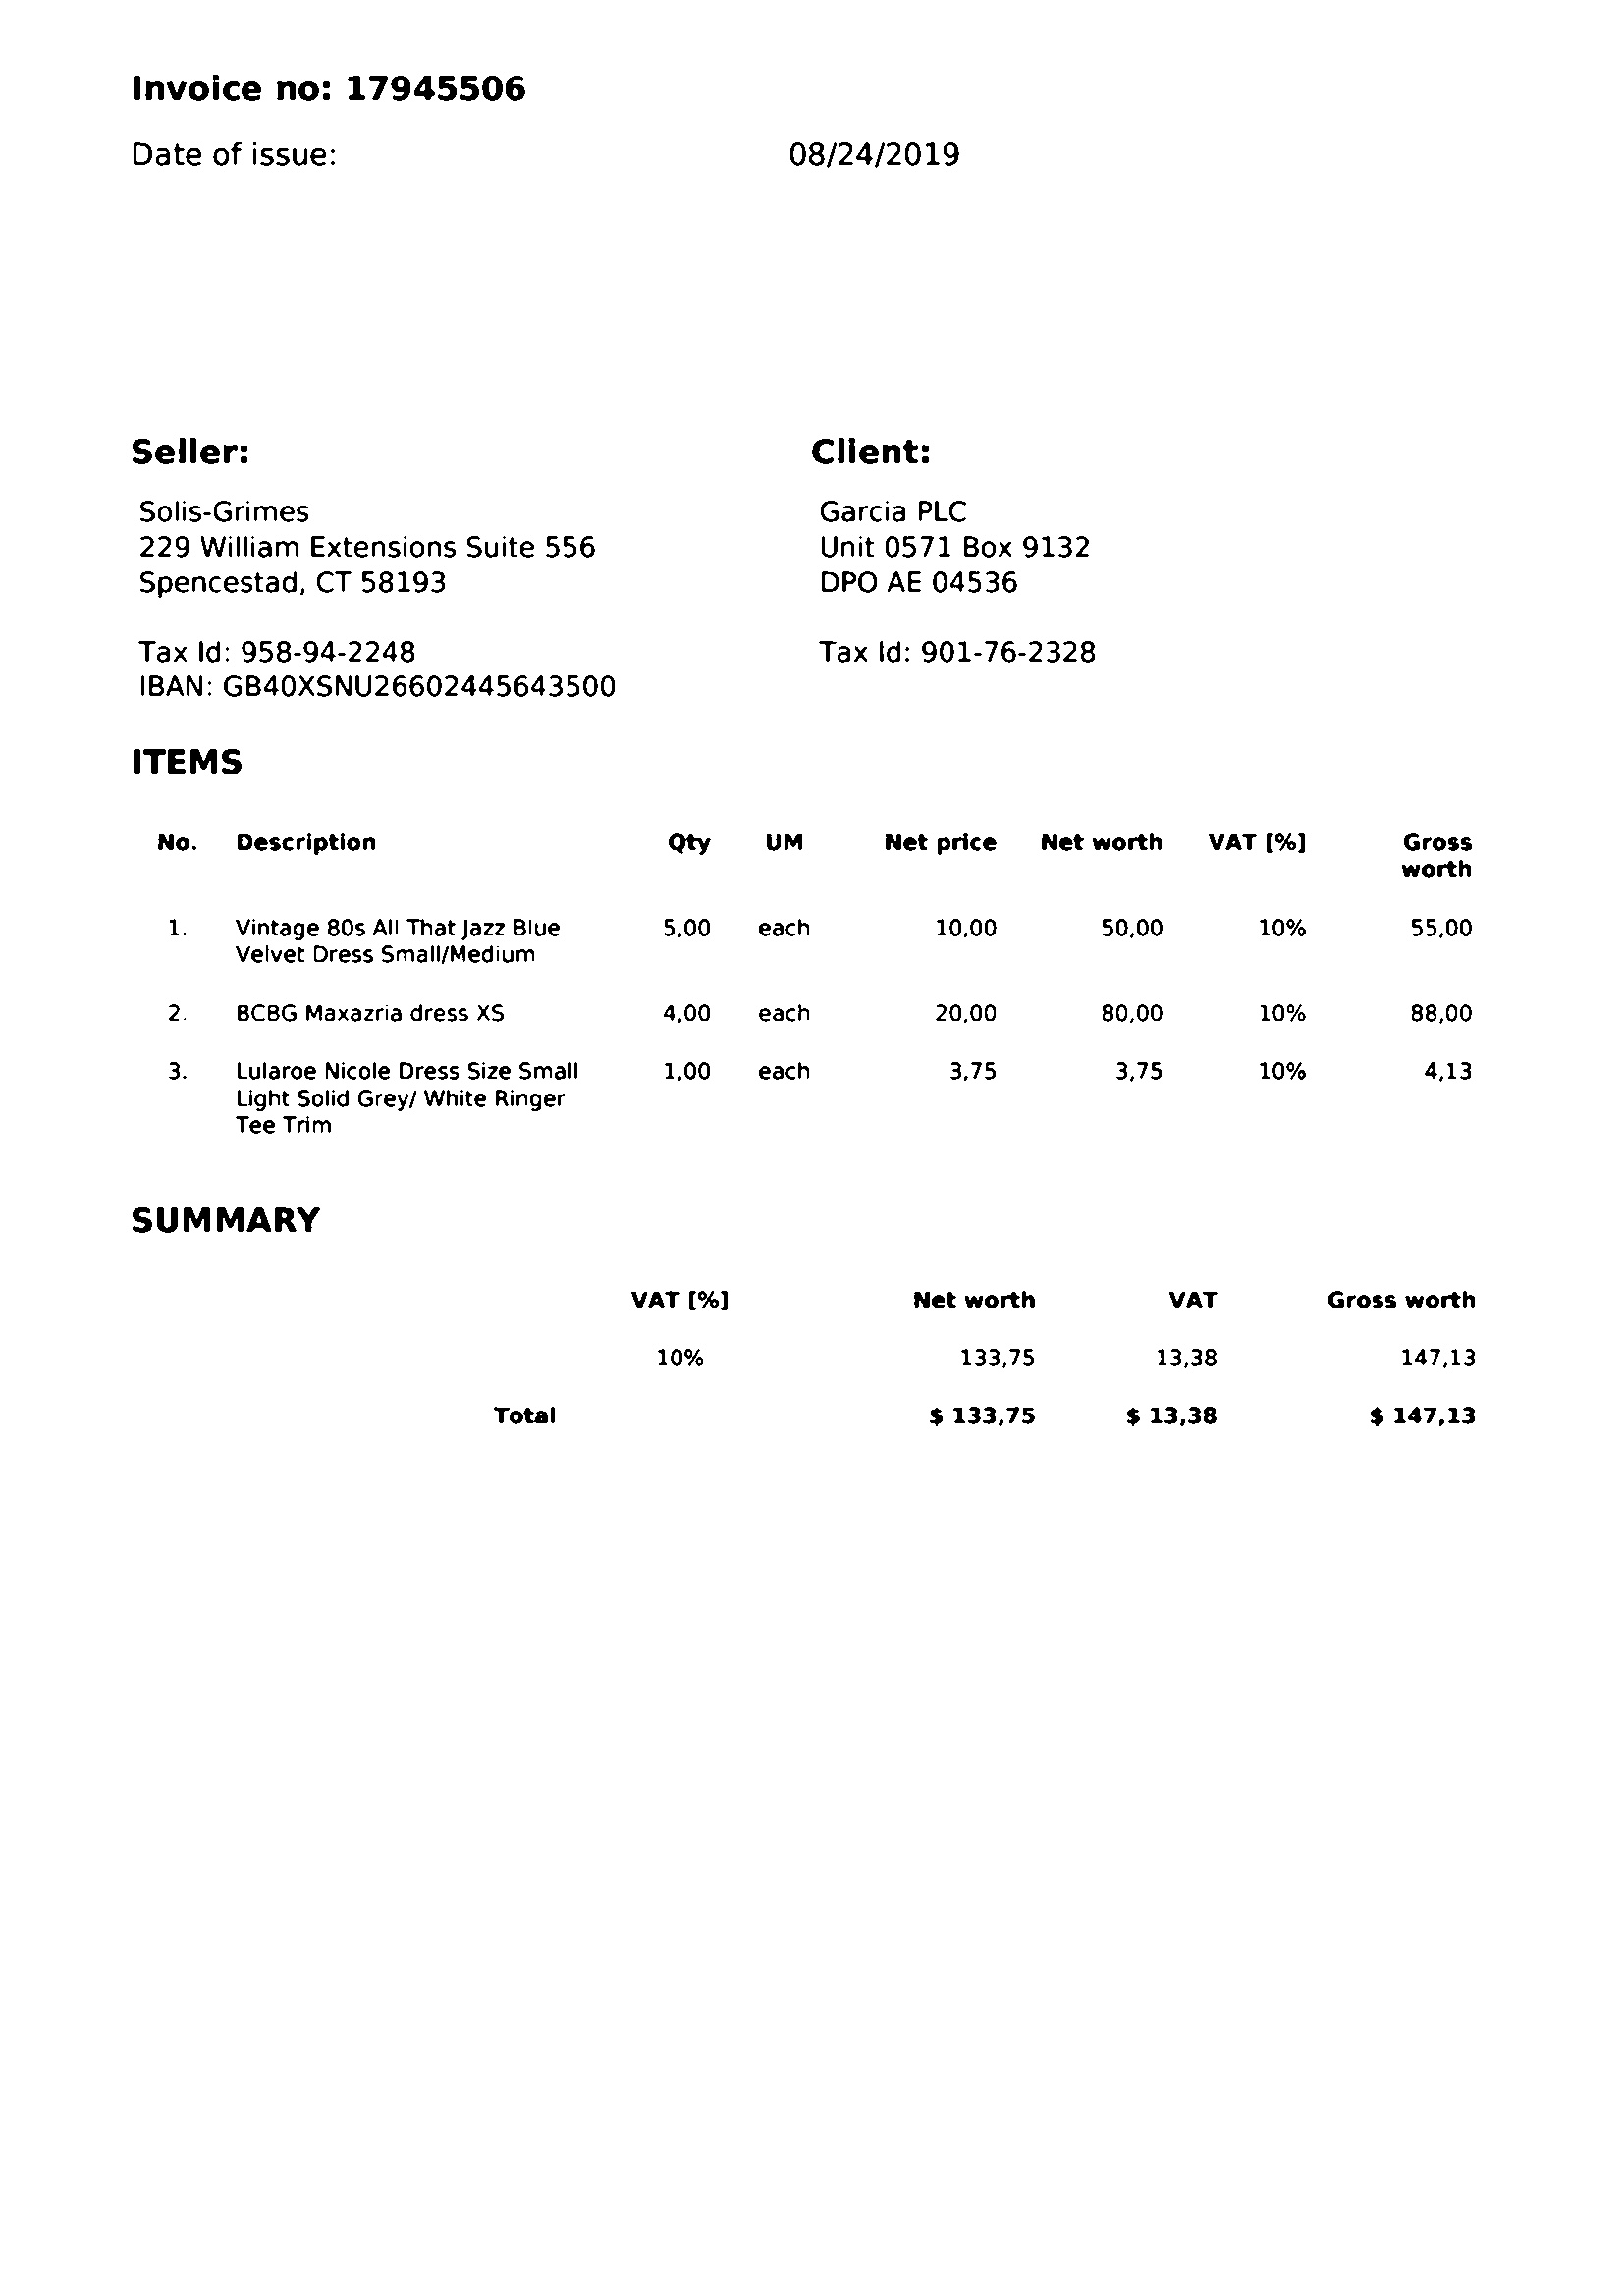 Invoice no: 17945506
Date of issue: 08/24/2019
Seller: Client:
Solis-Grimes Garcia PLC
229 William Extensions Suite 556 Unit 0571 Box 9132
Spencestad, CT 58193 DPO AE 04536
Tax Id: 958-94-2248 Tax Id: 901-76-2328
IBAN: GB40XSNU26602445643500
ITEMS
No. Description Qty UM Net price Net worth VAT [%] Gross
worth
1. Vintage 80s All That Jazz Blue 5,00 each 10,00 50,00 10% 55,00
Velvet Dress Small/Medium
2. BCBG Maxazria dress XS 4,00 each 20,00 80,00 10% 88,00
3. Lularoe Nicole Dress Size Small 1,00 each 3,75 3,75 10% 4,13
Light Solid Grey/ White Ringer
Tee Trim
SUMMARY
VAT [%] Net worth VAT Gross worth
10% 133,75 13,38 147,13
Total $ 133,75 $ 13,38 $ 147,13